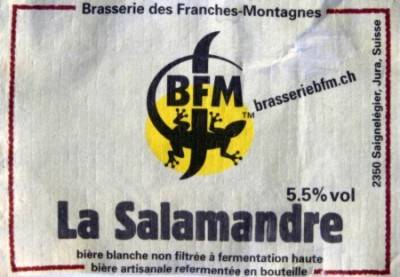 Brasserie des Franches-Montagnes
BFM
TM
brasseriebfm.ch
2350 Saignelégier, Jura, Suisse
5.5% vol
La Salamandre
bière blanche non filtrée à fermentation haute
bière artisanale refermentée en bouteille